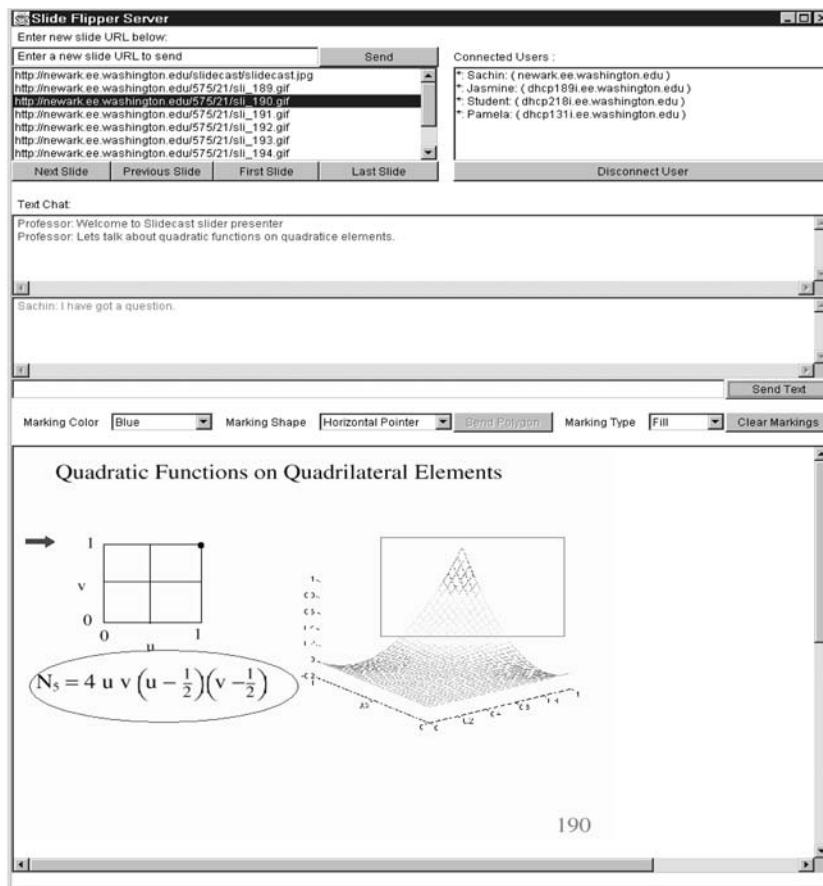 Slide Flipper Server
Enter new slide URL below:
Enter a new slide URL to send
Send
http://newark.ee.washington.edu/slidecast/slidecast.jpg
http://newark.ee.washington.edu/575/21/sli_189.gif
http://newark.ee.washington.edu/575/21/sli_190.gif
http://newark.ee.washington.edu/575/21/sli_191.gif
http://newark.ee.washington.edu/575/21/sli_192.gif
http://newark.ee.washington.edu/575/21/sli_193.gif
http://newark.ee.washington.edu/575/21/sli_194.gif
Next Slide Previous Slide First Slide Last Slide
Connected Users :
*: Sachin: ( newark.ee.washington.edu )
*: Jasmine: ( dhcp189i.ee.washington.edu )
*: Student: ( dhcp218i.ee.washington.edu )
*: Pamela: ( dhcp131i.ee.washington.edu )
Disconnect User
Text Chat:
Professor: Welcome to Slidecast slider presenter
Professor: Lets talk about quadratic functions on quadratice elements.
Sachin: I have got a question.
Send Text
Marking Color Blue Marking Shape Horizontal Pointer Send Polygon Marking Type Fill Clear Markings
Quadratic Functions on Quadrilateral Elements
1
v
0
0 1
u
N₅ = 4 u v (u − 1/2)(v − 1/2)
190